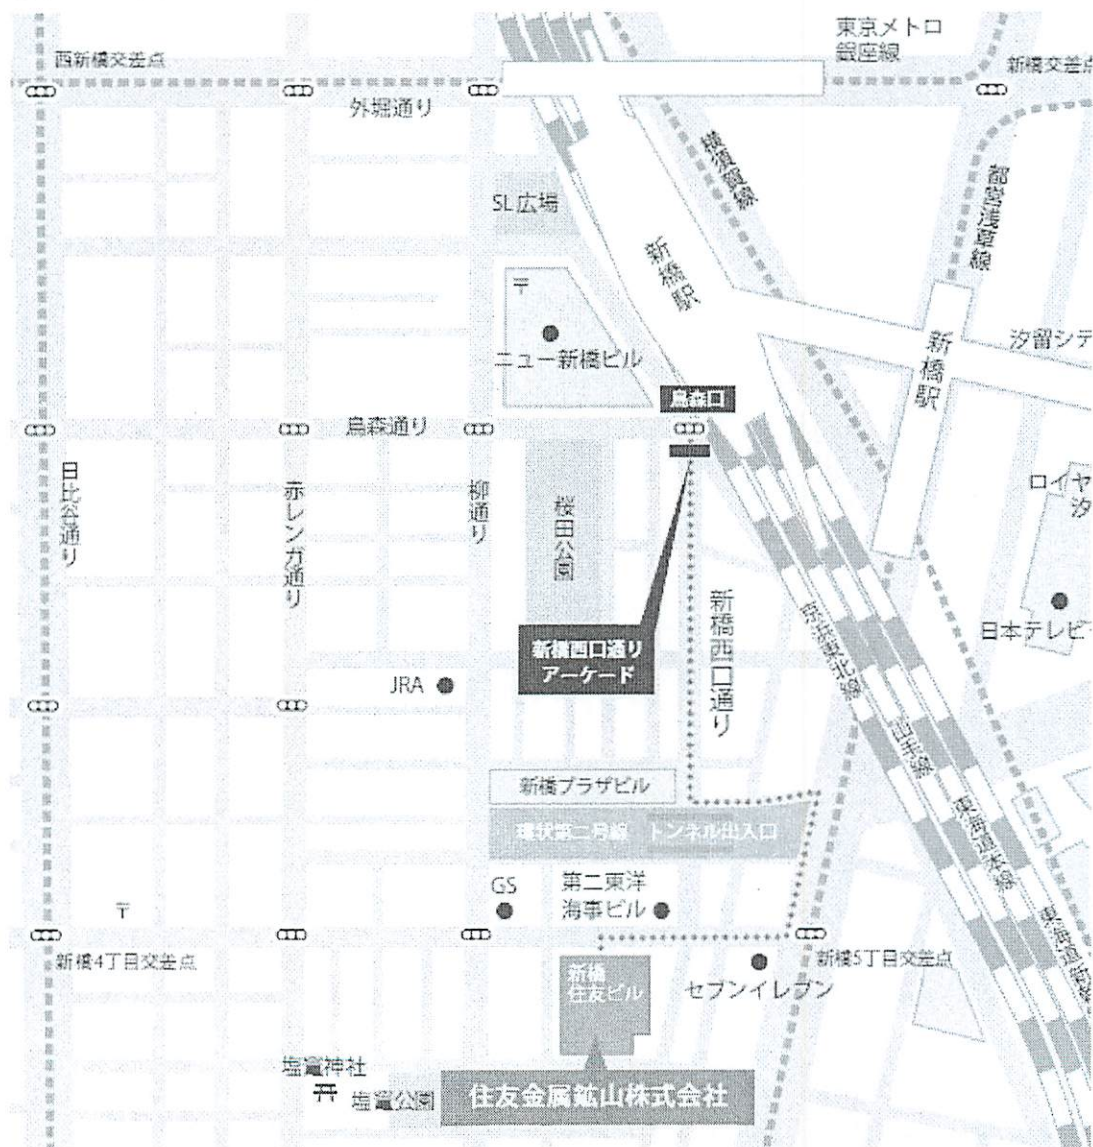 東京メトロ
銀座線
西新橋交差点
新橋交差点
外堀通り
横須賀線
都営浅草線
SL広場
新橋駅
〒
ニュー新橋ビル
新橋駅
汐留シテ
烏森口
烏森通り
日比谷通り
赤レンガ通り
柳通り
桜田公園
ロイヤ
汐
日本テレビ
新橋西口通り
新橋西口通り
アーケード
JRA
京浜東北線
山手線
東海道本線
新橋プラザビル
環状第二号線 トンネル出入口
GS
第二東洋
海事ビル
〒
新橋4丁目交差点
新橋5丁目交差点
新橋
住友ビル
セブンイレブン
塩竃神社
塩竃公園
住友金属鉱山株式会社